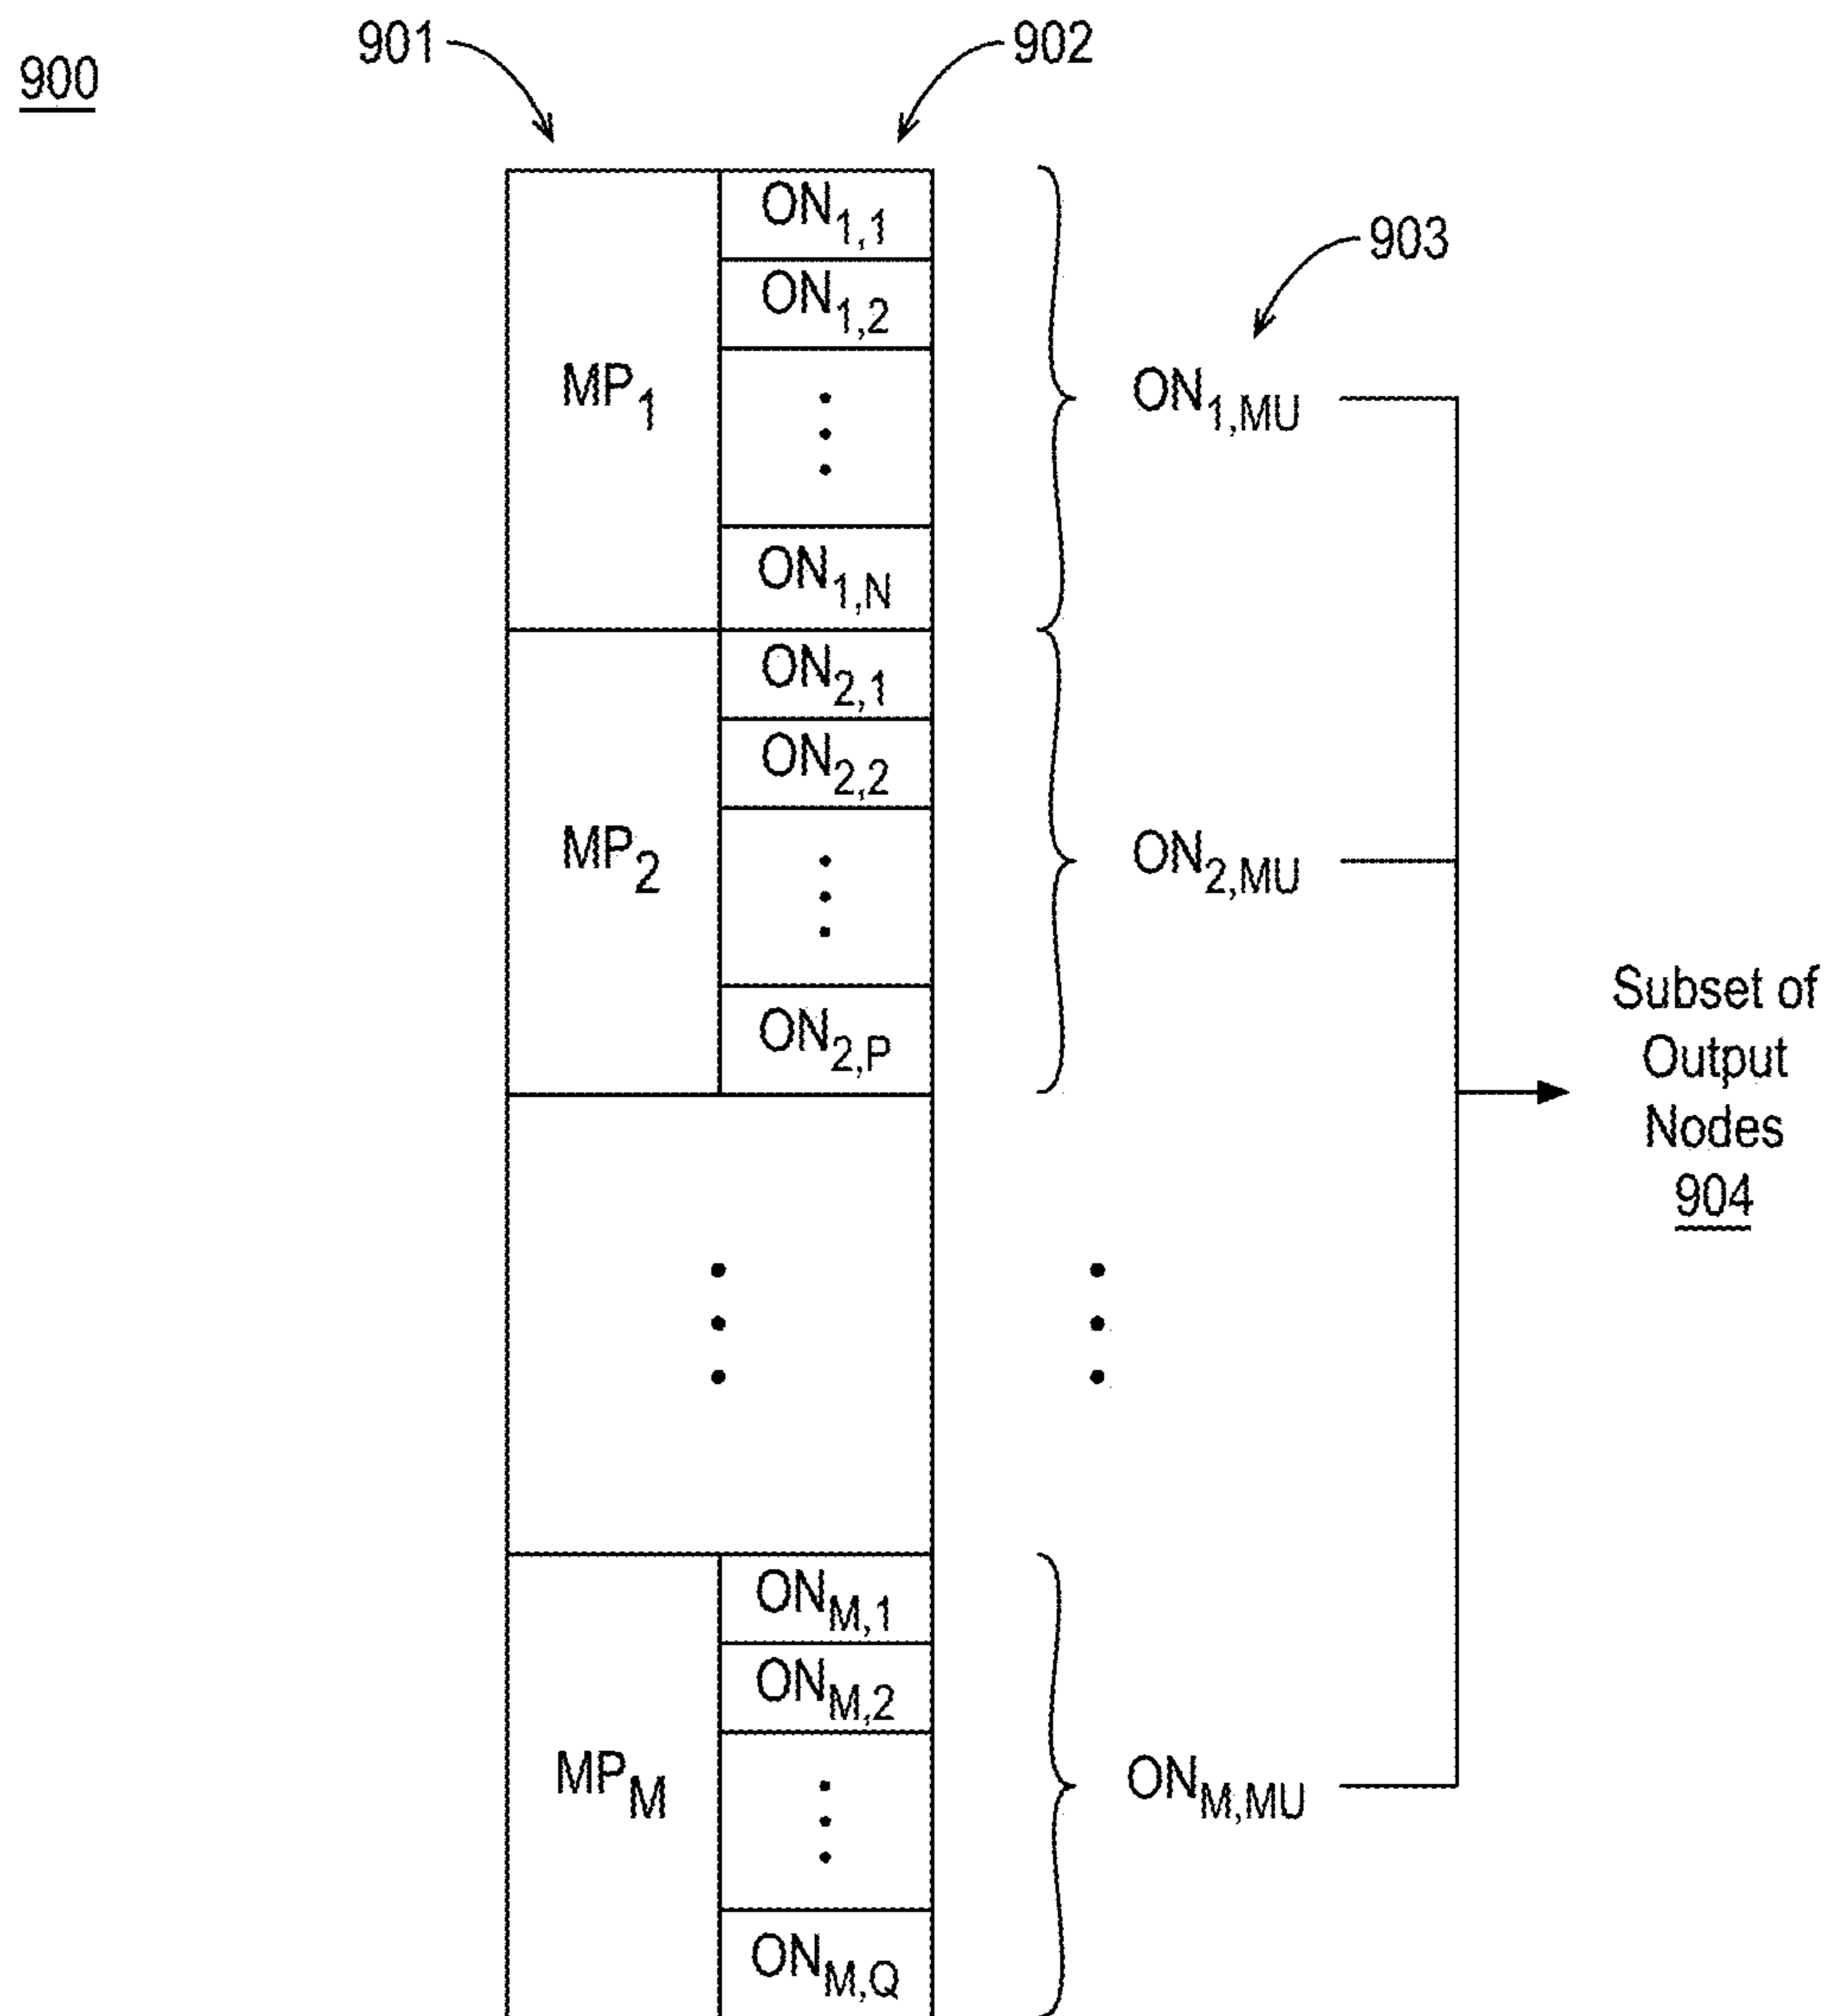 900
901
902
903
MP1
ON1,1
ON1,2
ON1,N
ON1,MU
MP2
ON2,1
ON2,2
ON2,P
ON2,MU
Subset of
Output
Nodes
904
MPM
ONM,1
ONM,2
ONM,Q
ONM,MU